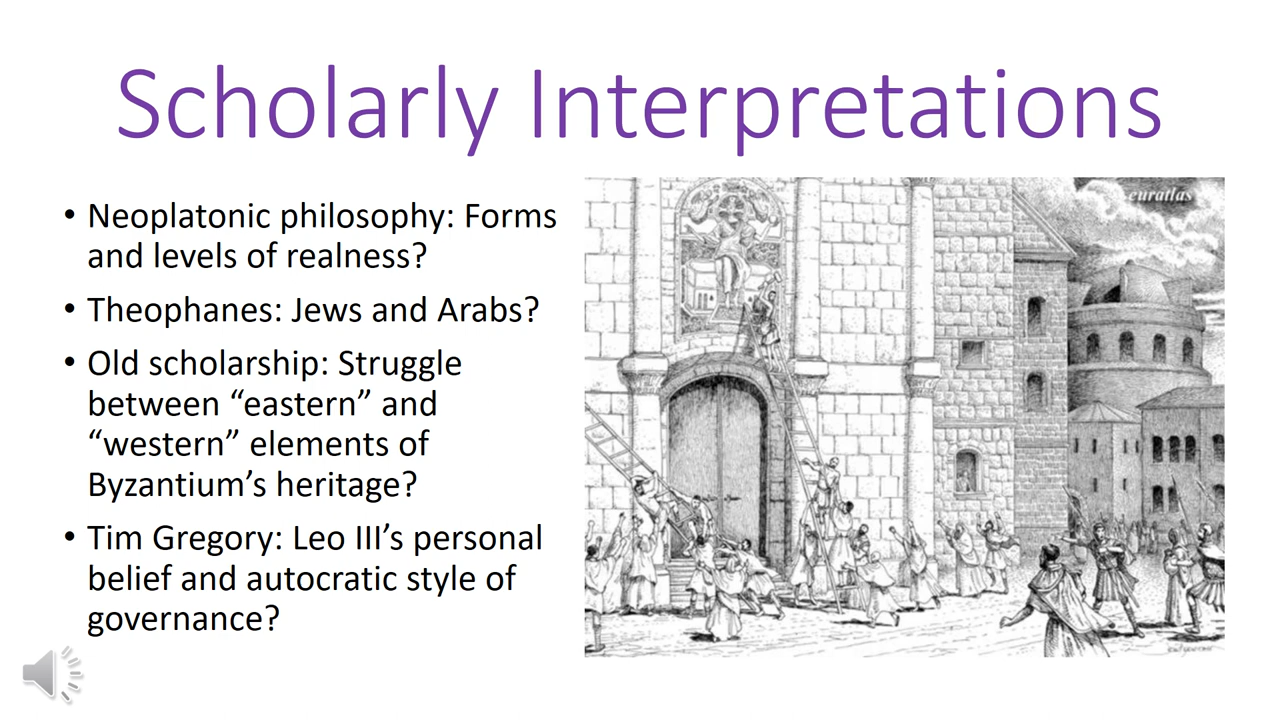 Scholarly Interpretations
• Neoplatonic philosophy: Forms
and levels of realness?
• Theophanes: Jews and Arabs?
• Old scholarship: Struggle
between “eastern” and
“western” elements of
Byzantium’s heritage?
• Tim Gregory: Leo III’s personal
belief and autocratic style of
governance?
euratlas